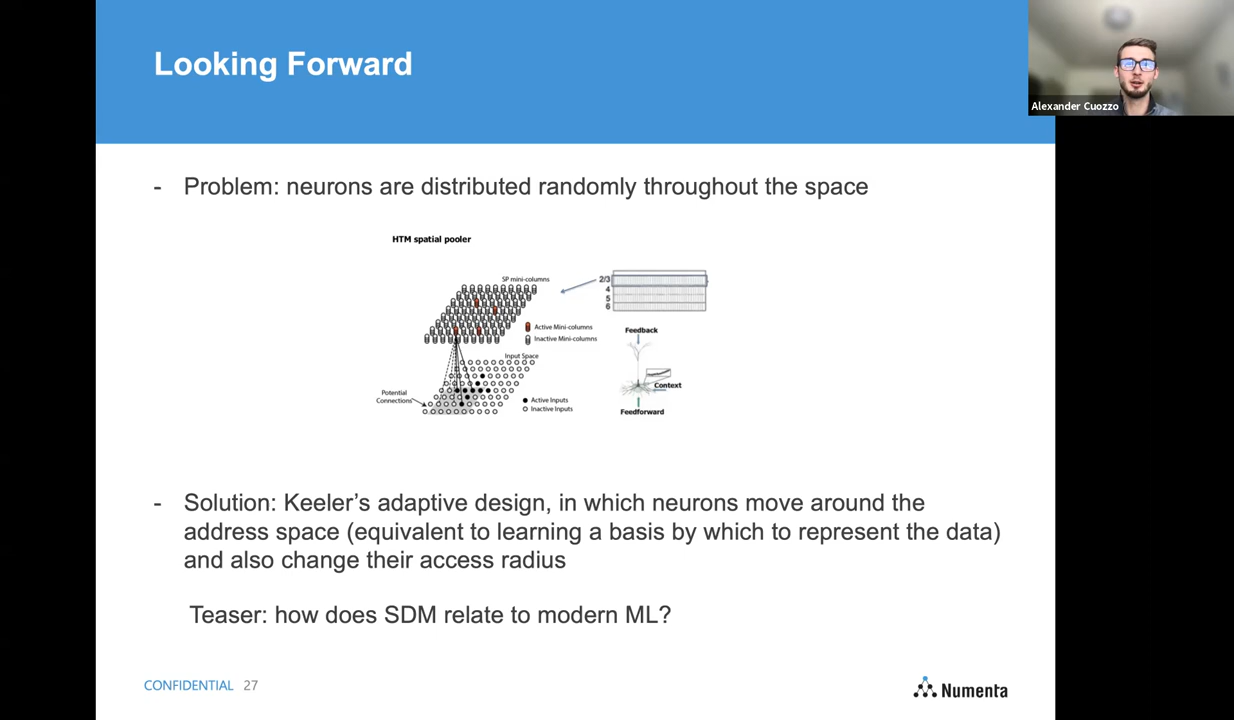 Looking Forward
Alexander Cuozzo
- Problem: neurons are distributed randomly throughout the space
HTM spatial pooler
SP mini-columns
2/3
4
5
6
Active Mini-columns
Inactive Mini-columns
Feedback
Input Space
Context
Potential
Connections
Active Inputs
Inactive Inputs
Feedforward
- Solution: Keeler’s adaptive design, in which neurons move around the
address space (equivalent to learning a basis by which to represent the data)
and also change their access radius
Teaser: how does SDM relate to modern ML?
CONFIDENTIAL 27
Numenta